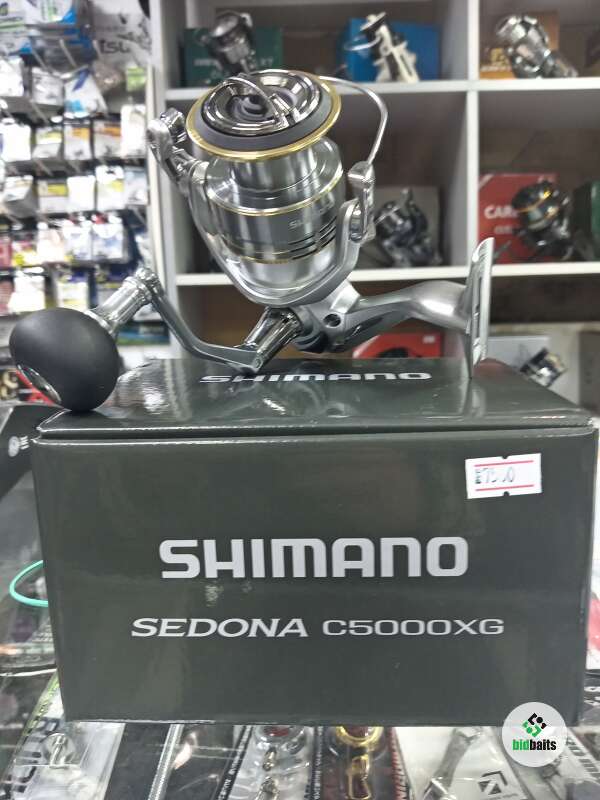 SHIMANO
SHIMANO
SEDONA C5000XG
bidbaits